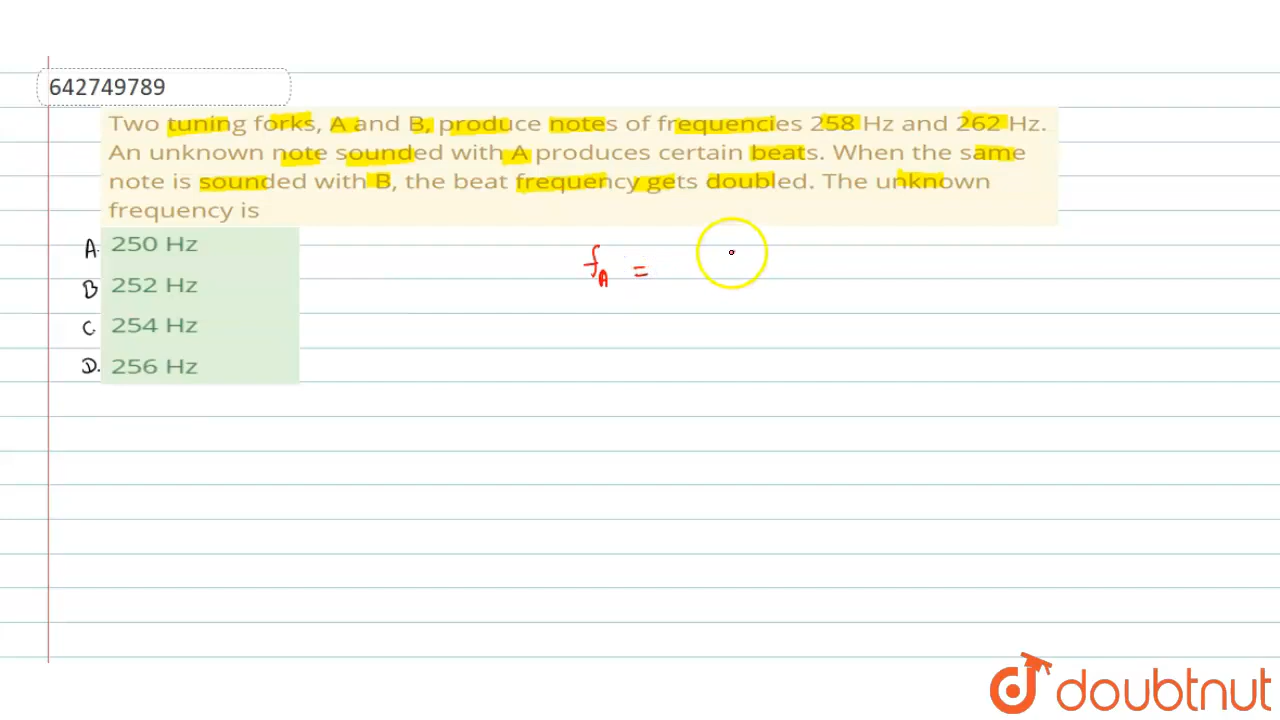 642749789
Two tuning forks, A and B, produce notes of frequencies 258 Hz and 262 Hz.
An unknown note sounded with A produces certain beats. When the same
note is sounded with B, the beat frequency gets doubled. The unknown
frequency is
A. 250 Hz
B 252 Hz
C. 254 Hz
D. 256 Hz
f_A =
doubtnut